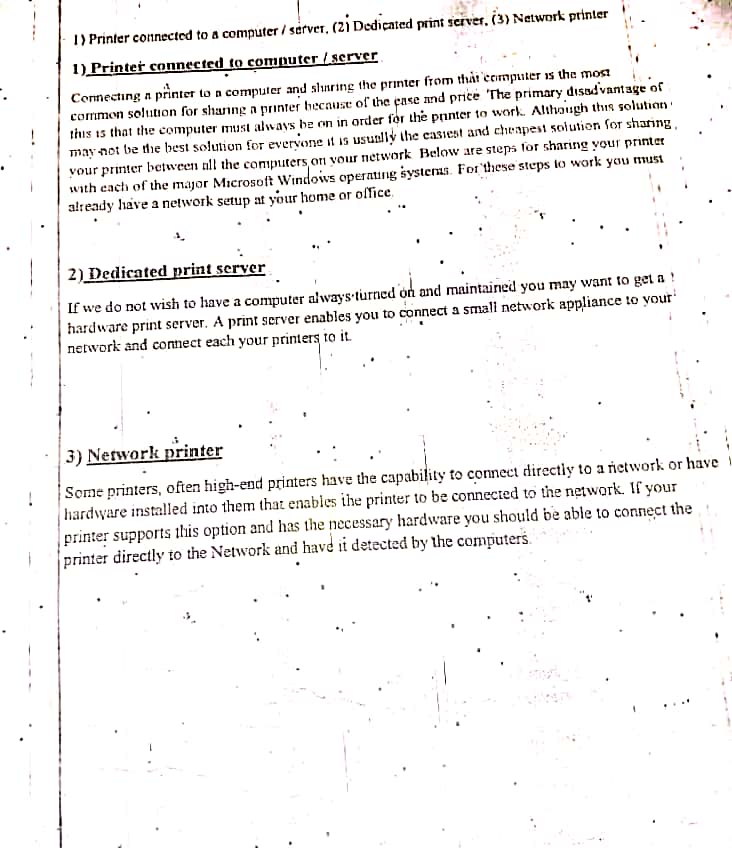 1) Printer connected to a computer / server, (2) Dedicated print server, (3) Network printer
1) Printer connected to computer / server
Connecting a printer to a computer and sharing the printer from that computer is the most
common solution for sharing a printer because of the ease and price The primary disadvantage of
this is that the computer must always be on in order for the printer to work. Although this solution
may not be the best solution for everyone it is usually the easiest and cheapest solution for sharing
your printer between all the computers on your network Below are steps for sharing your printer
with each of the major Microsoft Windows operating systems. For these steps to work you must
already have a network setup at your home or office.
2) Dedicated print server
If we do not wish to have a computer always turned on and maintained you may want to get a
hardware print server. A print server enables you to connect a small network appliance to your
network and connect each your printers to it.
3) Network printer
Some printers, often high-end printers have the capability to connect directly to a network or have
hardware installed into them that enables the printer to be connected to the network. If your
printer supports this option and has the necessary hardware you should be able to connect the
printer directly to the Network and have it detected by the computers.